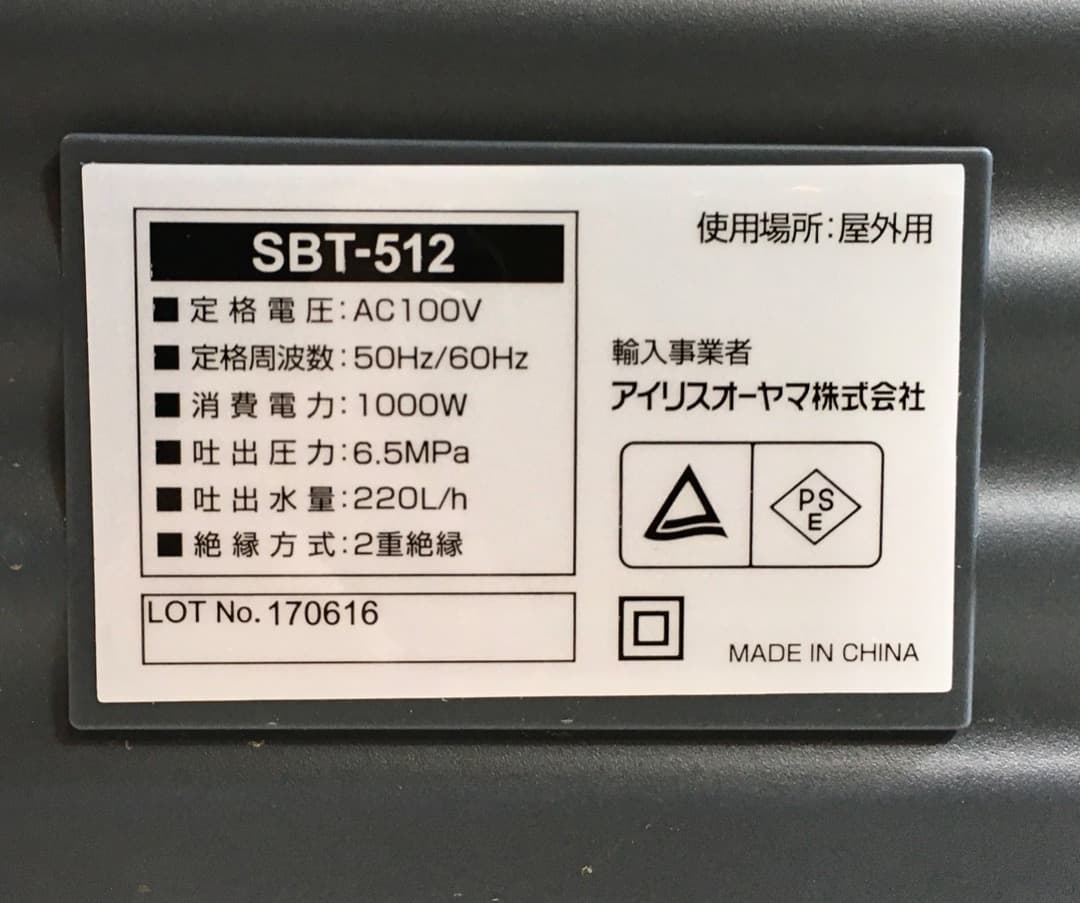 SBT-512
■ 定格電圧:AC100V
■ 定格周波数:50Hz/60Hz
■ 消費電力:1000W
■ 吐出圧力:6.5MPa
■ 吐出水量:220L/h
■ 絶縁方式:2重絶縁
LOT No.170616
使用場所:屋外用
輸入事業者
アイリスオーヤマ株式会社
PS
E
MADE IN CHINA